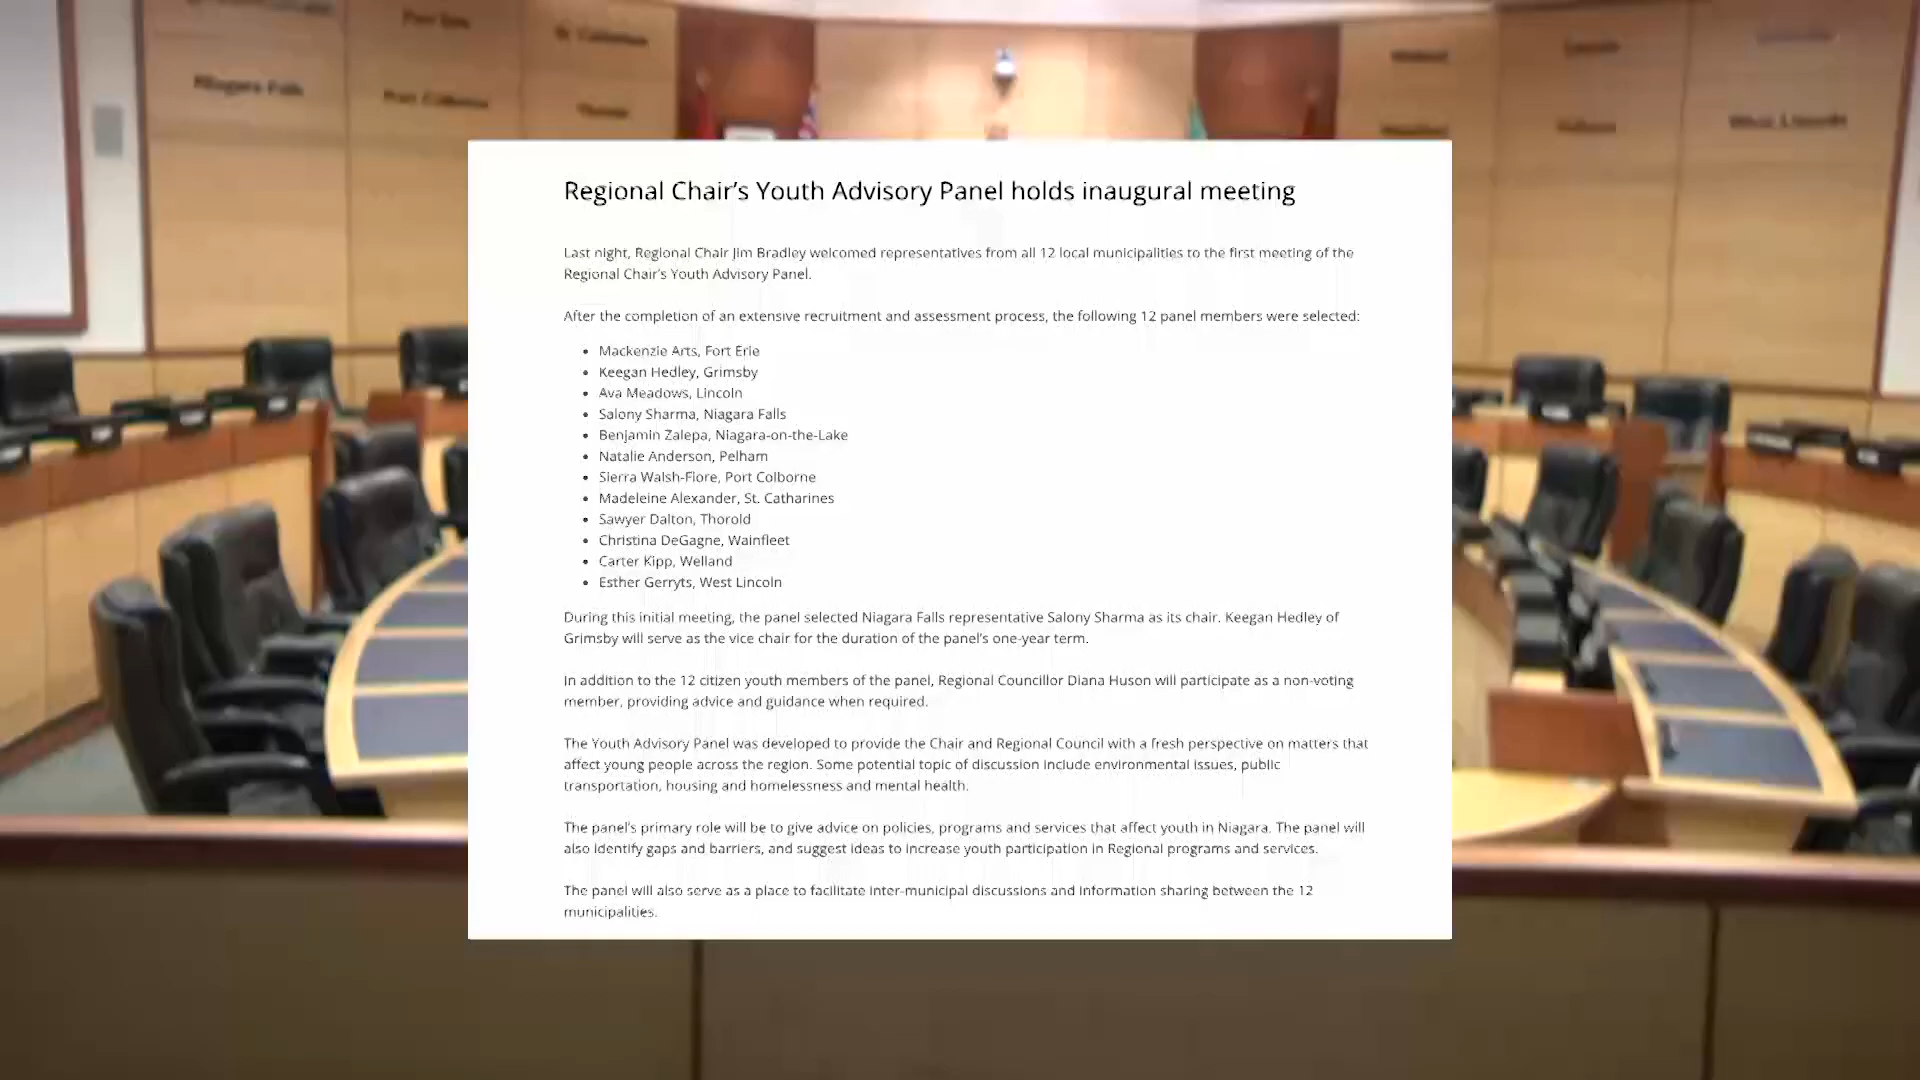 Niagara Falls
Port Colborne
Thorold
St. Catharines
Lincoln
Welland
West Lincoln
Regional Chair’s Youth Advisory Panel holds inaugural meeting
Last night, Regional Chair Jim Bradley welcomed representatives from all 12 local municipalities to the first meeting of the
Regional Chair’s Youth Advisory Panel.
After the completion of an extensive recruitment and assessment process, the following 12 panel members were selected:
• Mackenzie Arts, Fort Erie
• Keegan Hedley, Grimsby
• Ava Meadows, Lincoln
• Salony Sharma, Niagara Falls
• Benjamin Zalepa, Niagara-on-the-Lake
• Natalie Anderson, Pelham
• Sierra Walsh-Fiore, Port Colborne
• Madeleine Alexander, St. Catharines
• Sawyer Dalton, Thorold
• Christina DeGagne, Wainfleet
• Carter Kipp, Welland
• Esther Gerryts, West Lincoln
During this initial meeting, the panel selected Niagara Falls representative Salony Sharma as its chair. Keegan Hedley of
Grimsby will serve as the vice chair for the duration of the panel’s one-year term.
In addition to the 12 citizen youth members of the panel, Regional Councillor Diana Huson will participate as a non-voting
member, providing advice and guidance when required.
The Youth Advisory Panel was developed to provide the Chair and Regional Council with a fresh perspective on matters that
affect young people across the region. Some potential topic of discussion include environmental issues, public
transportation, housing and homelessness and mental health.
The panel’s primary role will be to give advice on policies, programs and services that affect youth in Niagara. The panel will
also identify gaps and barriers, and suggest ideas to increase youth participation in Regional programs and services.
The panel will also serve as a place to facilitate inter-municipal discussions and information sharing between the 12
municipalities.